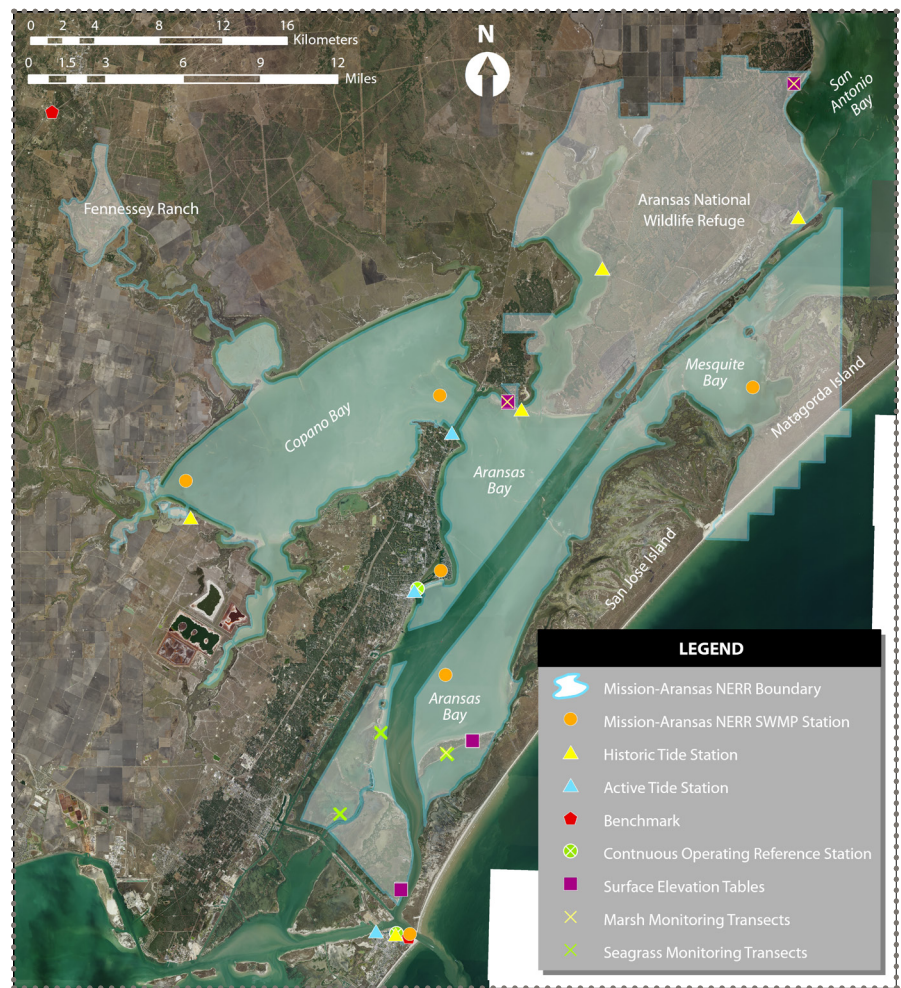 0 2 4 8 12 16
Kilometers
0 1.5 3 6 9 12
Miles
N
San
Antonio
Bay
Fennessey Ranch
Aransas National
Wildlife Refuge
Mesquite
Bay
Matagorda Island
Copano Bay
Aransas
Bay
San Jose Island
Aransas
Bay
LEGEND
Mission-Aransas NERR Boundary
Mission-Aransas NERR SWMP Station
Historic Tide Station
Active Tide Station
Benchmark
Contnuous Operating Reference Station
Surface Elevation Tables
Marsh Monitoring Transects
Seagrass Monitoring Transects